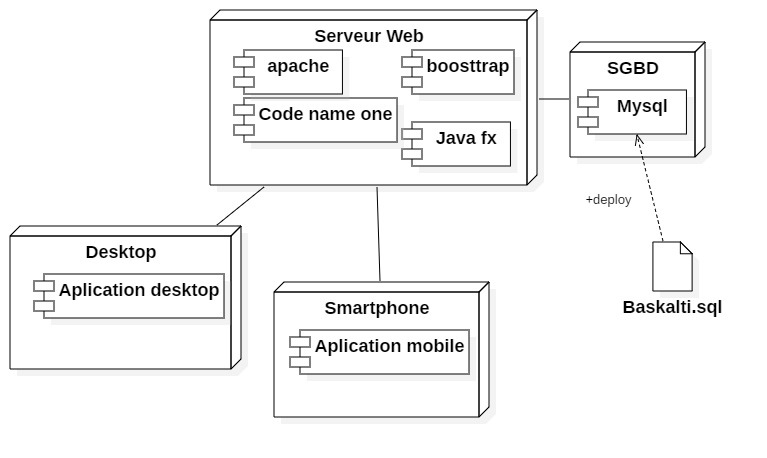 Serveur Web
apache
boosttrap
Code name one
Java fx
SGBD
Mysql
+deploy
Baskalti.sql
Desktop
Aplication desktop
Smartphone
Aplication mobile